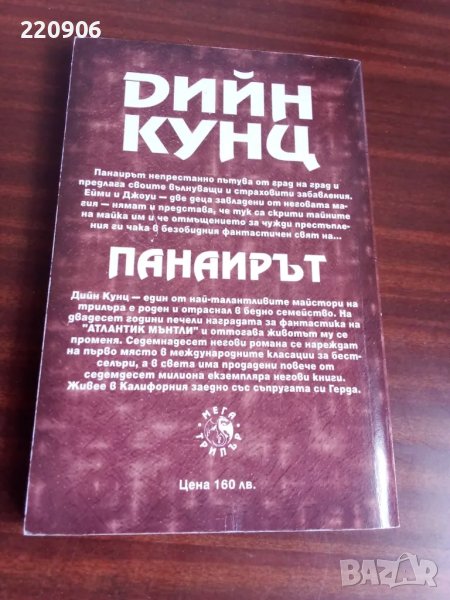 220906
ДИЙН
КУНЦ
Панаирът непрестанно пътува от град на град и
предлага своите вълнуващи и страховити забавления.
Ейми и Джоуи — две деца завладени от неговата ма-
гия — нямат и представа, че тук са скрити тайните
на майка им и че отмъщението за чужди престъпле-
ния ги чака в безобидния фантастичен свят на...
ПАНАИРЪТ
Дийн Кунц — един от най-талантливите майстори на
трилъра е роден и отраснал в бедно семейство. На
двадесет години печели наградата за фантастика на
"АТЛАНТИК МЪНТЛИ" и оттогава животът му се
променя. Седемнадесет негови романа се нареждат
на първо място в международните класации за бест-
селъри, а в света има продадени повече от
седемдесет милиона екземпляра негови книги.
Живее в Калифорния заедно със съпругата си Герда.
МЕГА
ТРИЛЪР
Цена 160 лв.
BAZAR